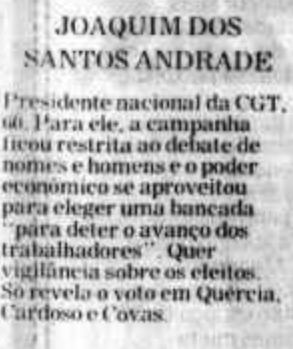 JOAQUIM DOS
SANTOS ANDRADE
Presidente nacional da CGT,
60. Para ele, a campanha
ficou restrita ao debate de
nomes e homens e o poder
econômico se aproveitou
para eleger uma bancada
"para deter o avanço dos
trabalhadores". Quer
vigilância sobre os eleitos.
Só revela o voto em Quércia,
Cardoso e Covas.